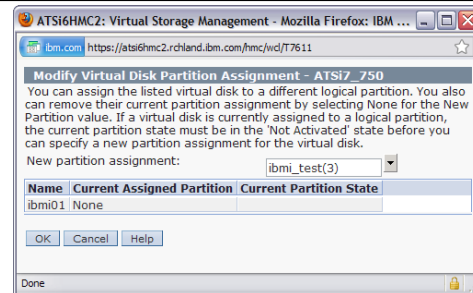 ATSi6HMC2: Virtual Storage Management - Mozilla Firefox: IBM ...
ibm.com https://atsi6hmc2.rchland.ibm.com/hmc/wcl/T7611
Modify Virtual Disk Partition Assignment - ATSi7_750
You can assign the listed virtual disk to a different logical partition. You also
can remove their current partition assignment by selecting None for the New
Partition value. If a virtual disk is currently assigned to a logical partition,
the current partition state must be in the 'Not Activated' state before you
can specify a new partition assignment for the virtual disk.
New partition assignment: ibmi_test(3)
Name Current Assigned Partition Current Partition State
ibmi01 None
OK Cancel Help
Done